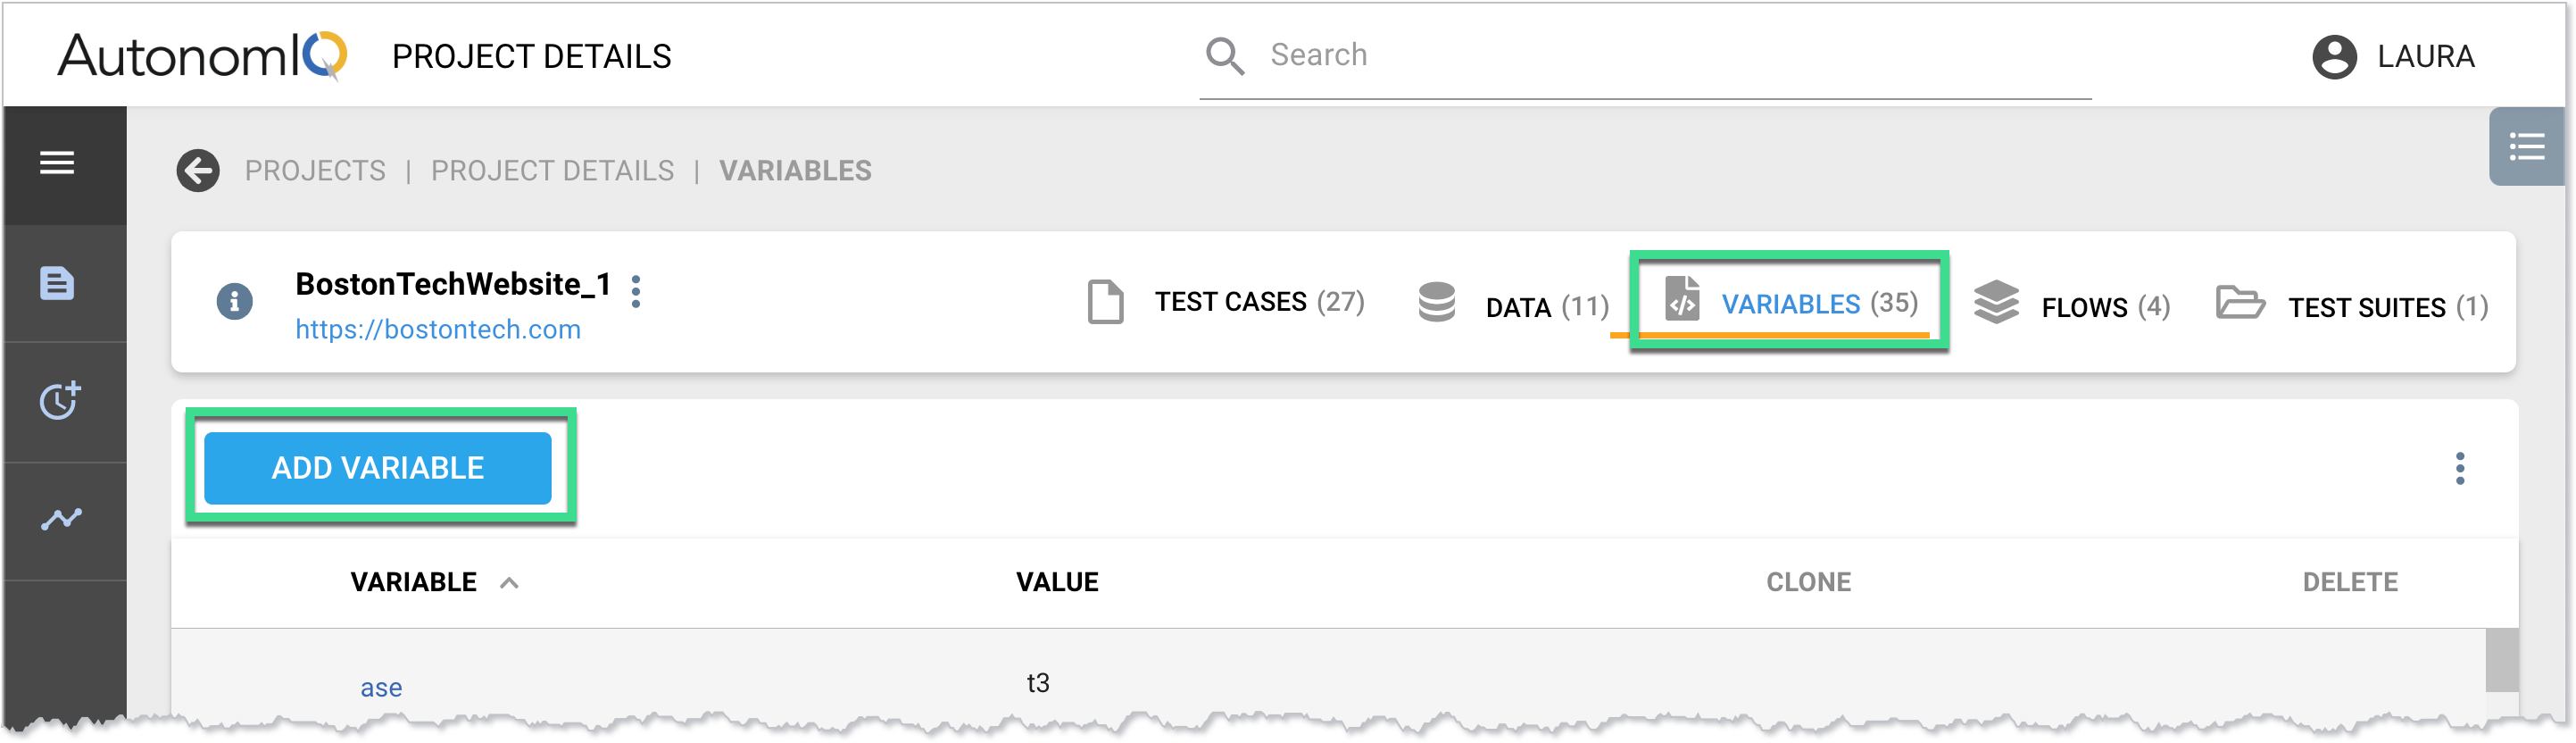 AutonomIQ PROJECT DETAILS Search LAURA
PROJECTS | PROJECT DETAILS | VARIABLES
BostonTechWebsite_1
https://bostontech.com
TEST CASES (27) DATA (11) VARIABLES (35) FLOWS (4) TEST SUITES (1)
ADD VARIABLE
VARIABLE VALUE CLONE DELETE
ase t3